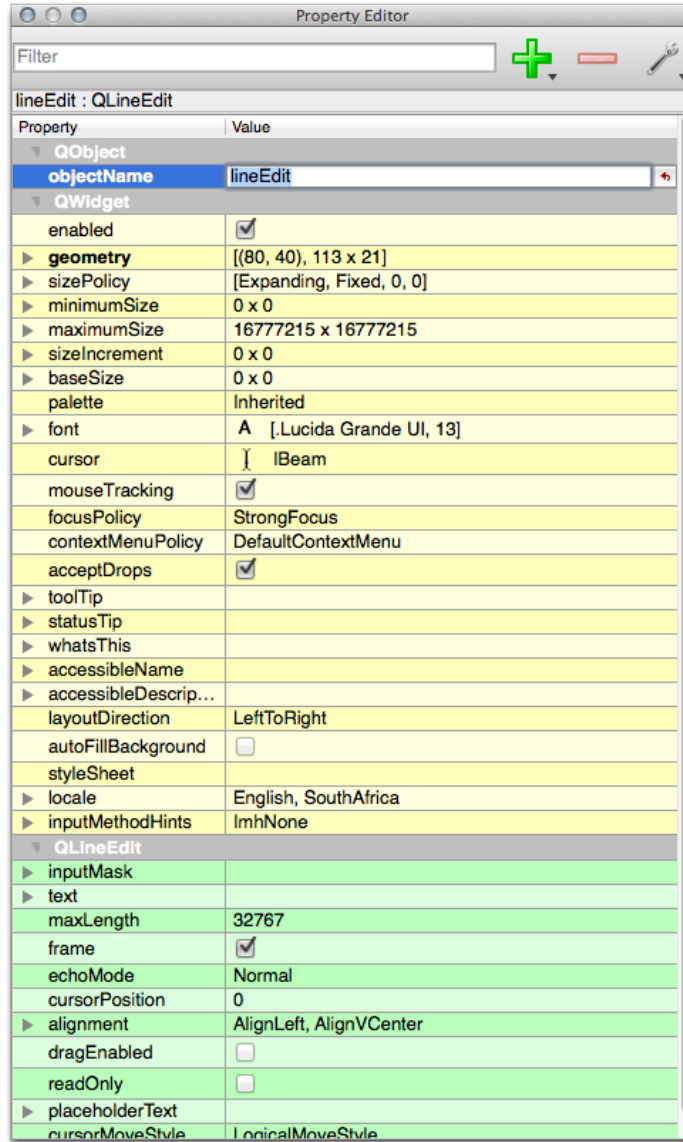 Property Editor
Filter
lineEdit : QLineEdit
Property Value
QObject
objectName lineEdit
QWidget
enabled
geometry [(80, 40), 113 x 21]
sizePolicy [Expanding, Fixed, 0, 0]
minimumSize 0 x 0
maximumSize 16777215 x 16777215
sizeIncrement 0 x 0
baseSize 0 x 0
palette Inherited
font A [.Lucida Grande UI, 13]
cursor IBeam
mouseTracking
focusPolicy StrongFocus
contextMenuPolicy DefaultContextMenu
acceptDrops
toolTip
statusTip
whatsThis
accessibleName
accessibleDescrip...
layoutDirection LeftToRight
autoFillBackground
styleSheet
locale English, SouthAfrica
inputMethodHints ImhNone
QLineEdit
inputMask
text
maxLength 32767
frame
echoMode Normal
cursorPosition 0
alignment AlignLeft, AlignVCenter
dragEnabled
readOnly
placeholderText
cursorMoveStyle LogicalMoveStyle